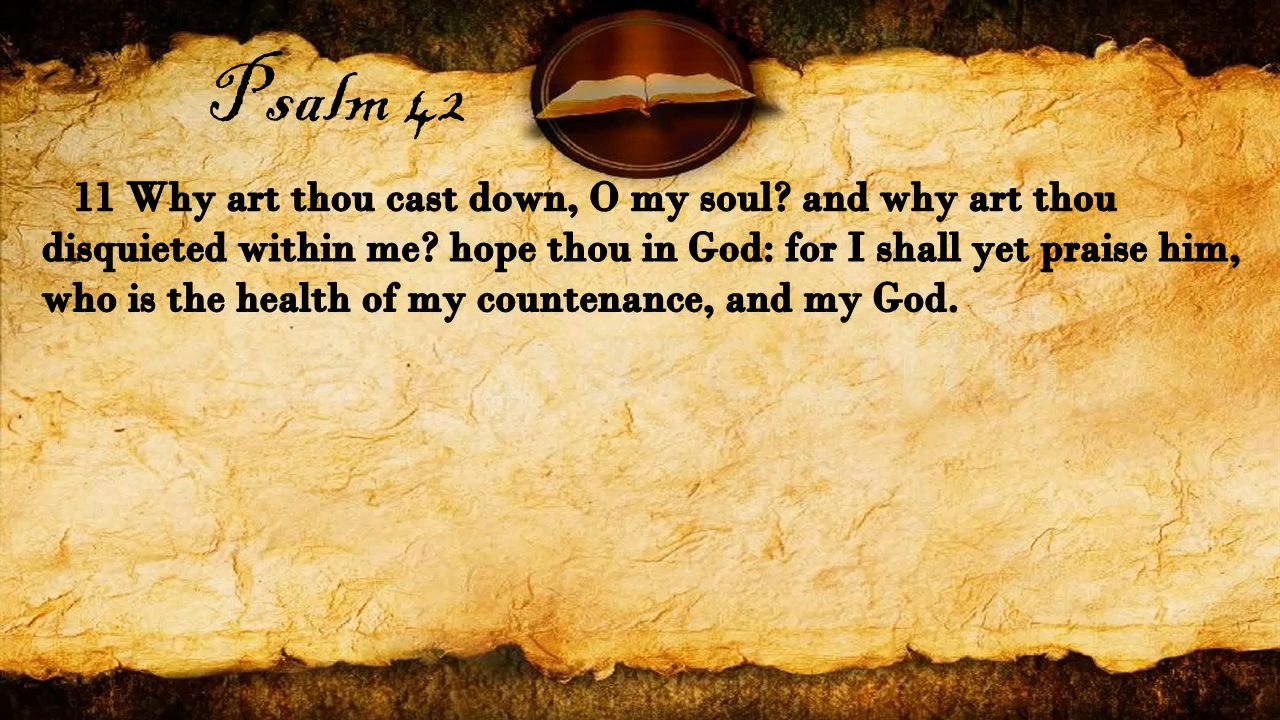 Psalm 42
11 Why art thou cast down, O my soul? and why art thou
disquieted within me? hope thou in God: for I shall yet praise him,
who is the health of my countenance, and my God.